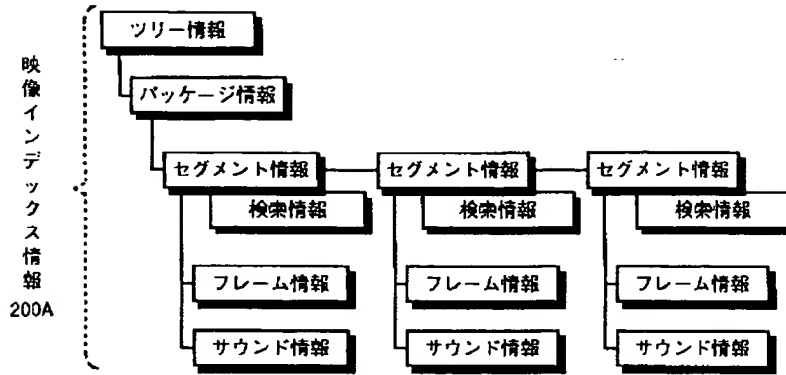 映像インデックス情報
200A
ツリー情報
パッケージ情報
セグメント情報 セグメント情報 セグメント情報
検索情報 検索情報 検索情報
フレーム情報 フレーム情報 フレーム情報
サウンド情報 サウンド情報 サウンド情報